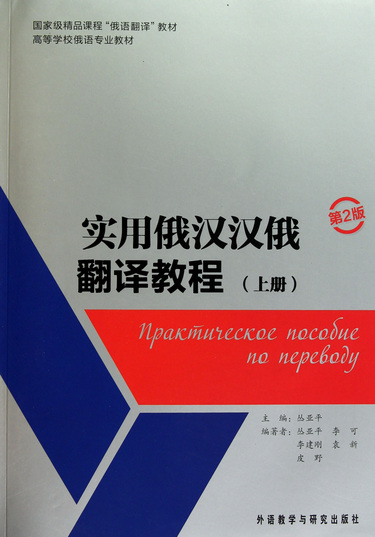 国家级精品课程“俄语翻译”教材
高等学校俄语专业教材
第2版
实用俄汉汉俄
翻译教程（上册）
Практическое пособие
по переводу
主 编：丛亚平
编著者：丛亚平 李 可
李建刚 袁 新
皮 野
外语教学与研究出版社